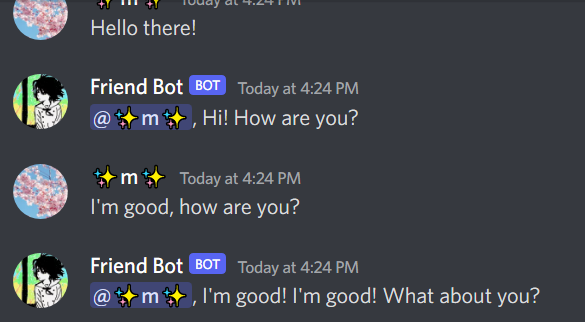 ✨m✨ Today at 4:24 PM
Hello there!
Friend Bot BOT Today at 4:24 PM
@✨m✨, Hi! How are you?
✨m✨ Today at 4:24 PM
I'm good, how are you?
Friend Bot BOT Today at 4:24 PM
@✨m✨, I'm good! I'm good! What about you?